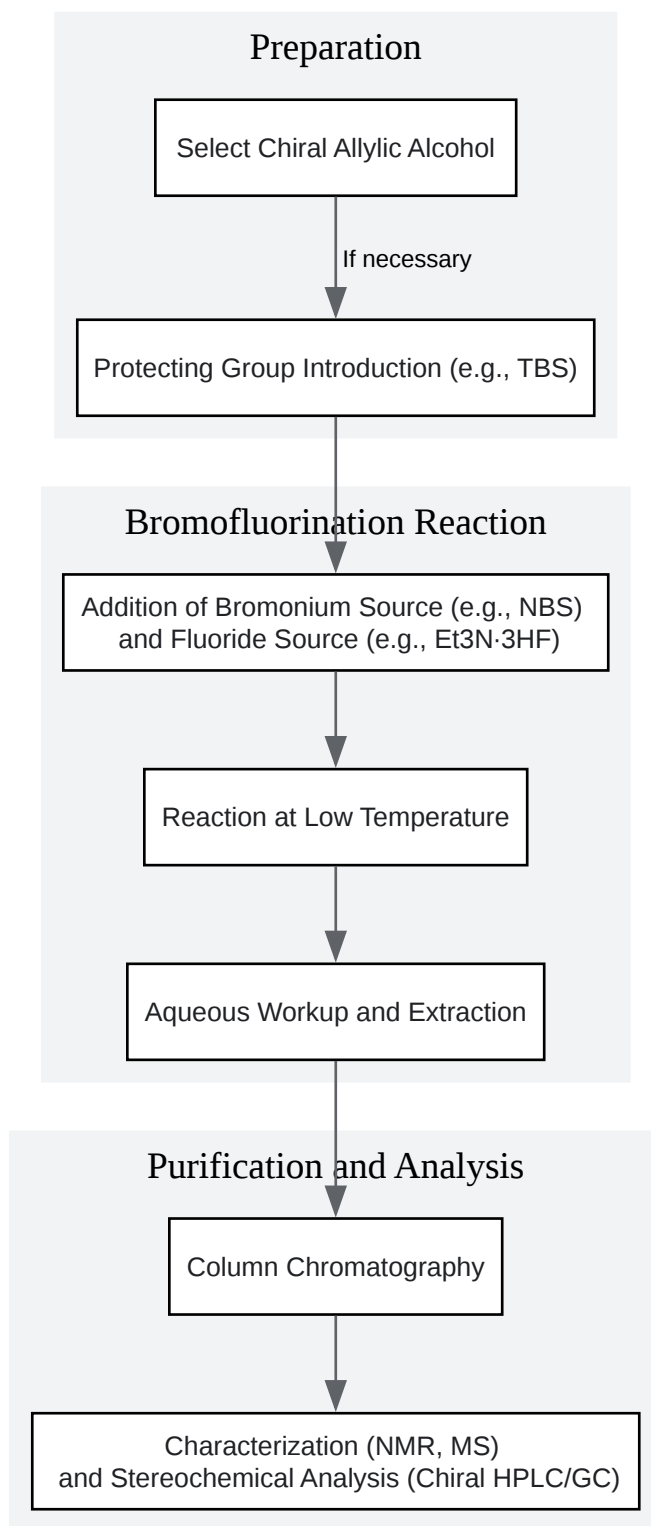 Preparation
Select Chiral Allylic Alcohol
If necessary
Protecting Group Introduction (e.g., TBS)
Bromofluorination Reaction
Addition of Bromonium Source (e.g., NBS)
and Fluoride Source (e.g., Et3N·3HF)
Reaction at Low Temperature
Aqueous Workup and Extraction
Purification and Analysis
Column Chromatography
Characterization (NMR, MS)
and Stereochemical Analysis (Chiral HPLC/GC)